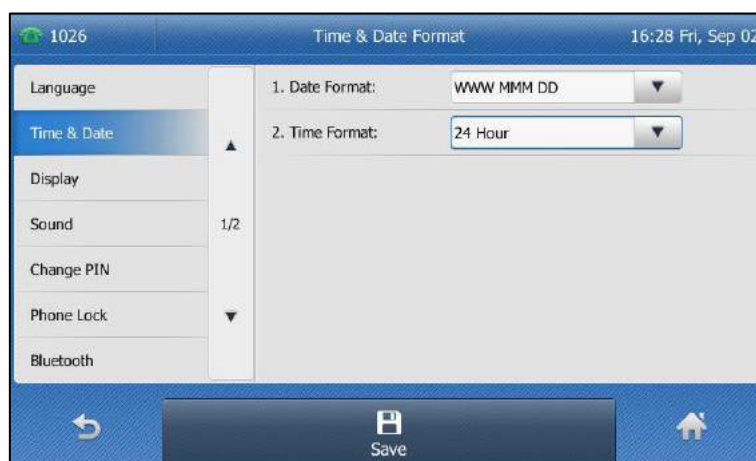 1026 Time & Date Format 16:28 Fri, Sep 02
Language
Time & Date
Display
Sound
Change PIN
Phone Lock
Bluetooth
1/2
1. Date Format: WWW MMM DD
2. Time Format: 24 Hour
Save